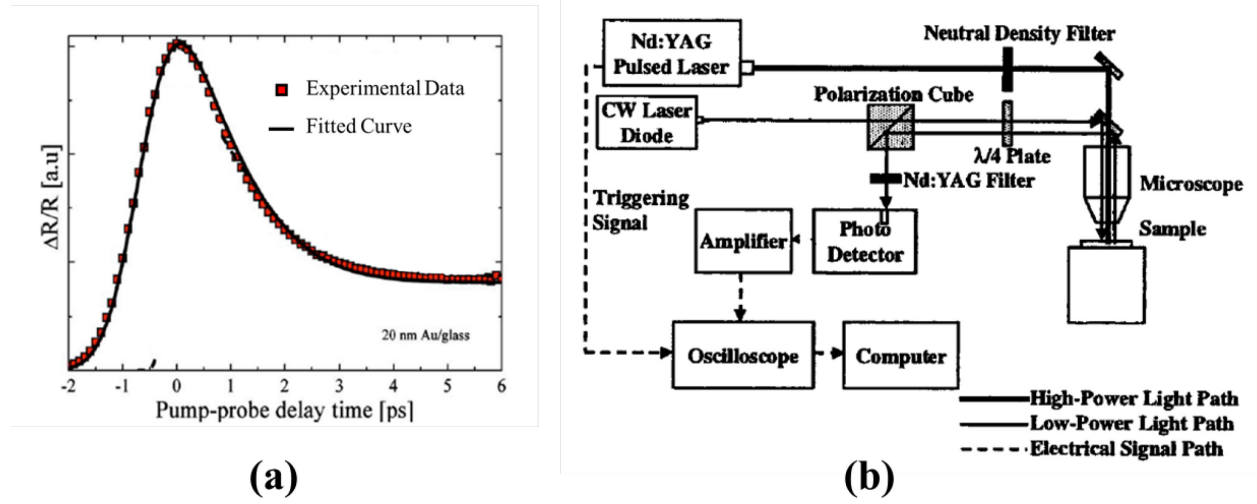 ΔR/R [a.u]
Experimental Data
Fitted Curve
20 nm Au/glass
-2 -1 0 1 2 3 4 5 6
Pump-probe delay time [ps]
(a)
Nd:YAG
Pulsed Laser
Neutral Density Filter
CW Laser
Diode
Polarization Cube
λ/4 Plate
Nd:YAG Filter
Microscope
Triggering
Signal
Amplifier
Photo
Detector
Sample
Oscilloscope
Computer
High-Power Light Path
Low-Power Light Path
Electrical Signal Path
(b)